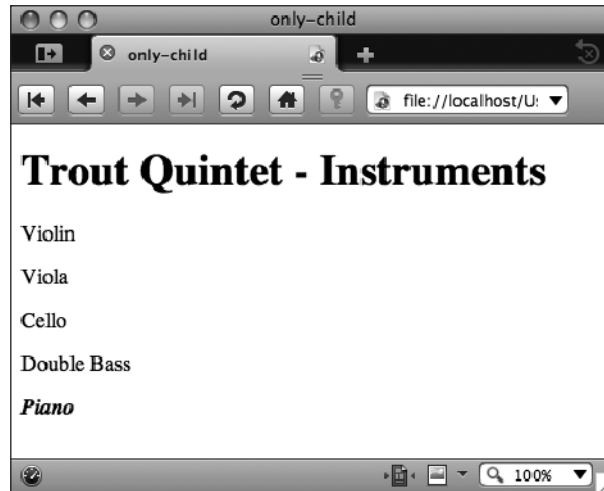 only-child
only-child
file://localhost/U:
Trout Quintet - Instruments
Violin
Viola
Cello
Double Bass
Piano
100%